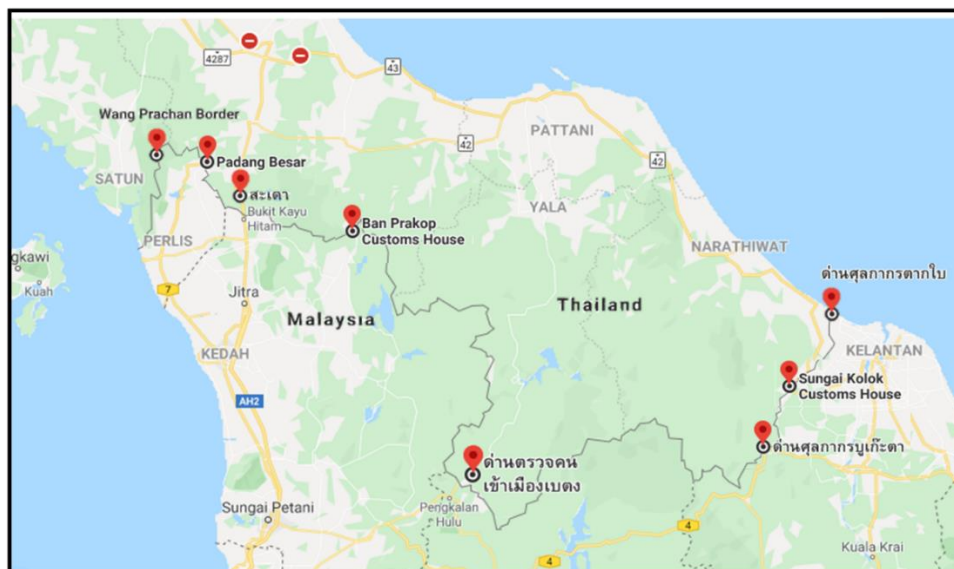 4287
43
Wang Prachan Border
42
PATTANI
42
Padang Besar
SATUN
สะเดา
Bukit Kayu
Hitam
YALA
Ban Prakop
Customs House
PERLIS
NARATHIWAT
gkawi
ด่านศุลกากรตากใบ
Kuah
7
Jitra
Thailand
Malaysia
KEDAH
KELANTAN
Sungai Kolok
Customs House
AH2
ด่านศุลกากรบูเก๊ะตา
ด่านตรวจคน
เข้าเมืองเบตง
Pengkalan
Hulu
Sungai Petani
4
4
Kuala Krai